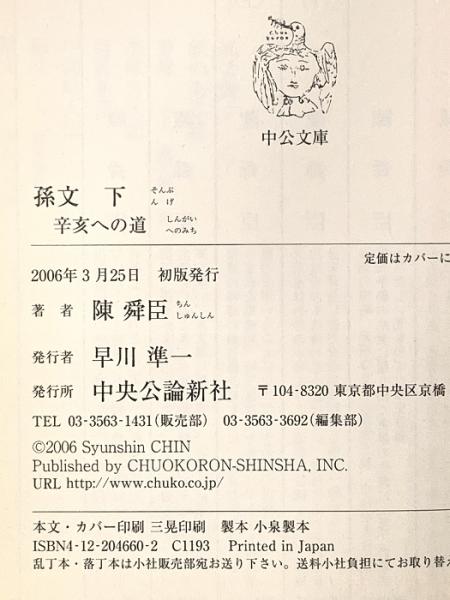 chuo
koron
中公文庫
孫文 下 そんぶん げ
辛亥への道 しんがいへのみち
定価はカバーに
2006年3月25日 初版発行
著者 陳 舜臣 ちん しゅんしん
発行者 早川 準一
発行所 中央公論新社 〒104-8320 東京都中央区京橋
TEL 03-3563-1431(販売部) 03-3563-3692(編集部)
©2006 Syunshin CHIN
Published by CHUOKORON-SHINSHA, INC.
URL http://www.chuko.co.jp/
本文・カバー印刷 三晃印刷 製本 小泉製本
ISBN4-12-204660-2 C1193 Printed in Japan
乱丁本・落丁本は小社販売部宛お送り下さい。送料小社負担にてお取り替